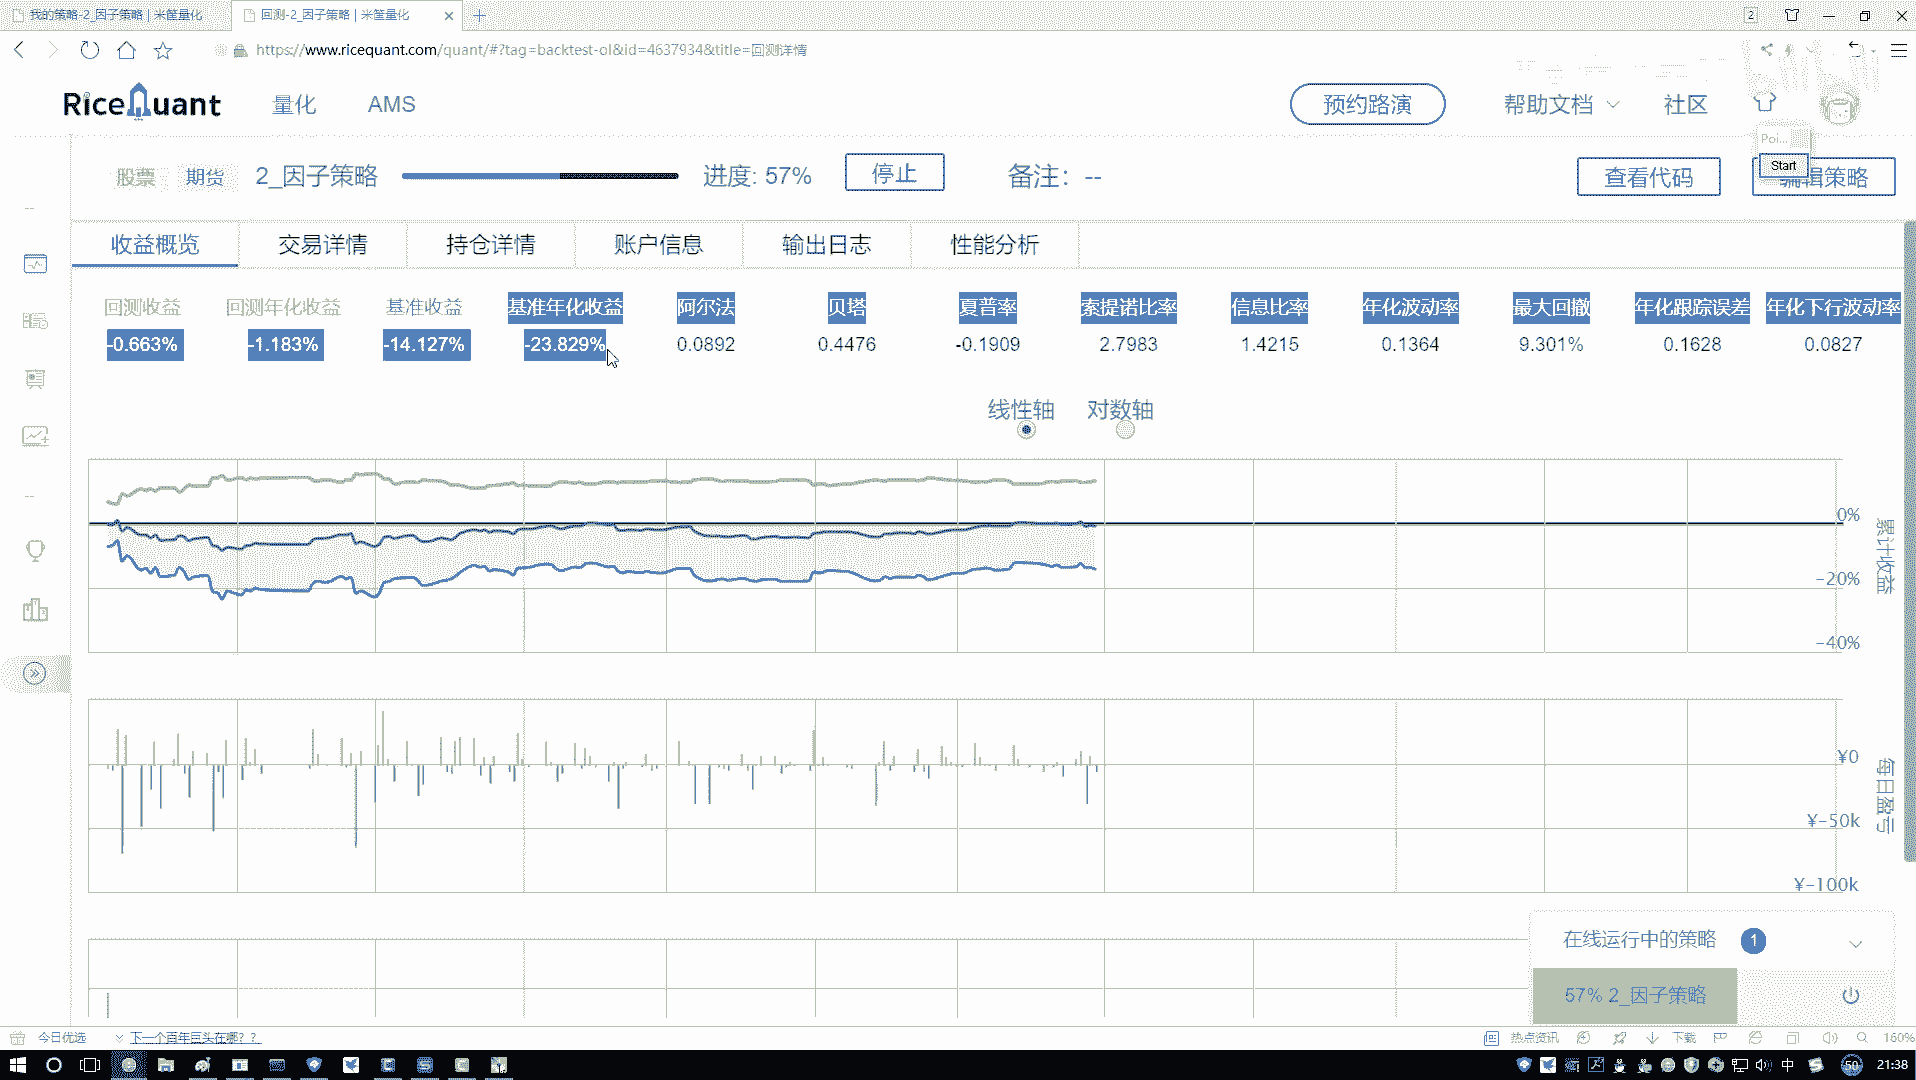 我的策略-2_因子策略 | 米筐量化
回测-2_因子策略 | 米筐量化
2
https://www.ricequant.com/quant/#?tag=backtest-ol&id=4637934&title=回测详情
RiceQuant
量化
AMS
预约路演
帮助文档
社区
Poi...
Start
股票
期货
2_因子策略
进度: 57%
停止
备注: --
查看代码
编辑策略
收益概览
交易详情
持仓详情
账户信息
输出日志
性能分析
回测收益 回测年化收益 基准收益 基准年化收益 阿尔法 贝塔 夏普率 索提诺比率 信息比率 年化波动率 最大回撤 年化跟踪误差 年化下行波动率
-0.663% -1.183% -14.127% -23.829% 0.0892 0.4476 -0.1909 2.7983 1.4215 0.1364 9.301% 0.1628 0.0827
线性轴 对数轴
0%
-20%
-40%
累计收益
¥0
¥-50k
¥-100k
每日盈亏
在线运行中的策略 1
57% 2_因子策略
今日优选
下一个百年巨头在哪？？
热点资讯
下载
160%
中
50
21:38